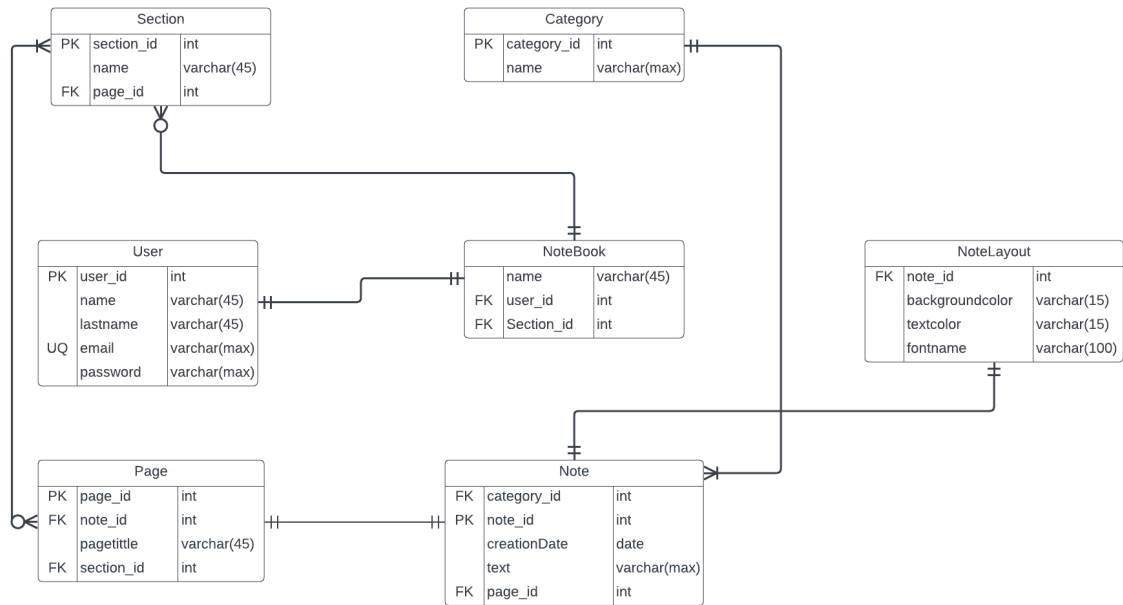 Section
PK section_id int
name varchar(45)
FK page_id int
Category
PK category_id int
name varchar(max)
User
PK user_id int
name varchar(45)
lastname varchar(45)
UQ email varchar(max)
password varchar(max)
NoteBook
name varchar(45)
FK user_id int
FK Section_id int
NoteLayout
FK note_id int
backgroundcolor varchar(15)
textcolor varchar(15)
fontname varchar(100)
Page
PK page_id int
FK note_id int
pagetittle varchar(45)
FK section_id int
Note
FK category_id int
PK note_id int
creationDate date
text varchar(max)
FK page_id int